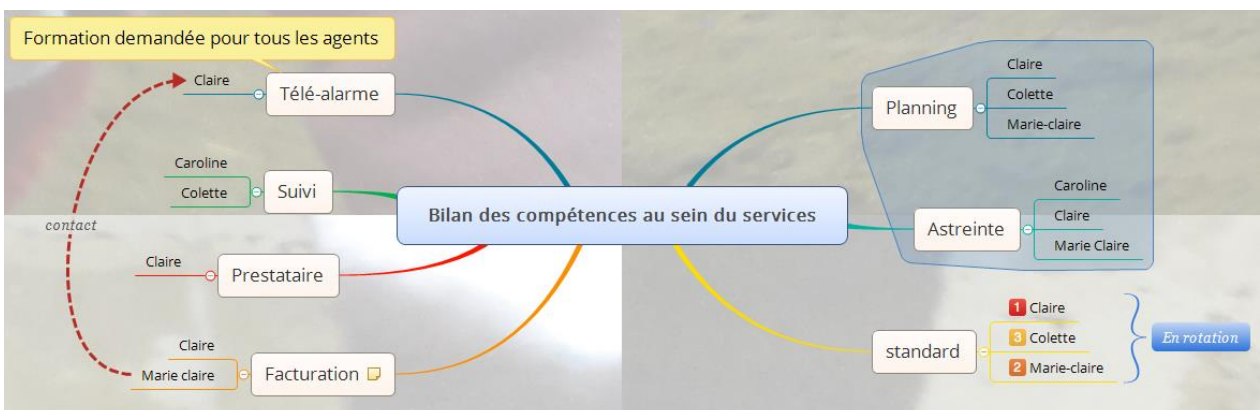 Formation demandée pour tous les agents
Claire
Télé-alarme
Caroline
Colette
Suivi
contact
Claire
Prestataire
Claire
Marie claire
Facturation
Bilan des compétences au sein du services
Planning
Claire
Colette
Marie-claire
Astreinte
Caroline
Claire
Marie Claire
standard
1 Claire
3 Colette
2 Marie-claire
En rotation